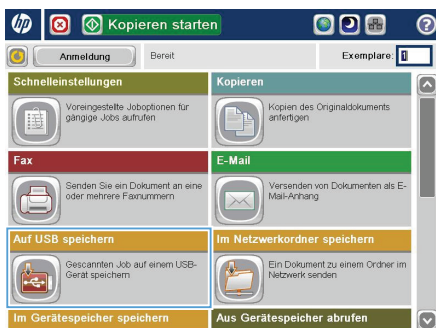 hp
Kopieren starten
?
Anmeldung
Bereit
Exemplare: 1
Schnelleinstellungen
Voreingestellte Joboptionen für
gängige Jobs aufrufen
Kopieren
Kopien des Originaldokuments
anfertigen
Fax
Senden Sie ein Dokument an eine
oder mehrere Faxnummern
E-Mail
Versenden von Dokumenten als E-
Mail-Anhang
Auf USB speichern
Gescannten Job auf einem USB-
Gerät speichern
Im Netzwerkordner speichern
Ein Dokument zu einem Ordner im
Netzwerk senden
Im Gerätespeicher speichern
Aus Gerätespeicher abrufen